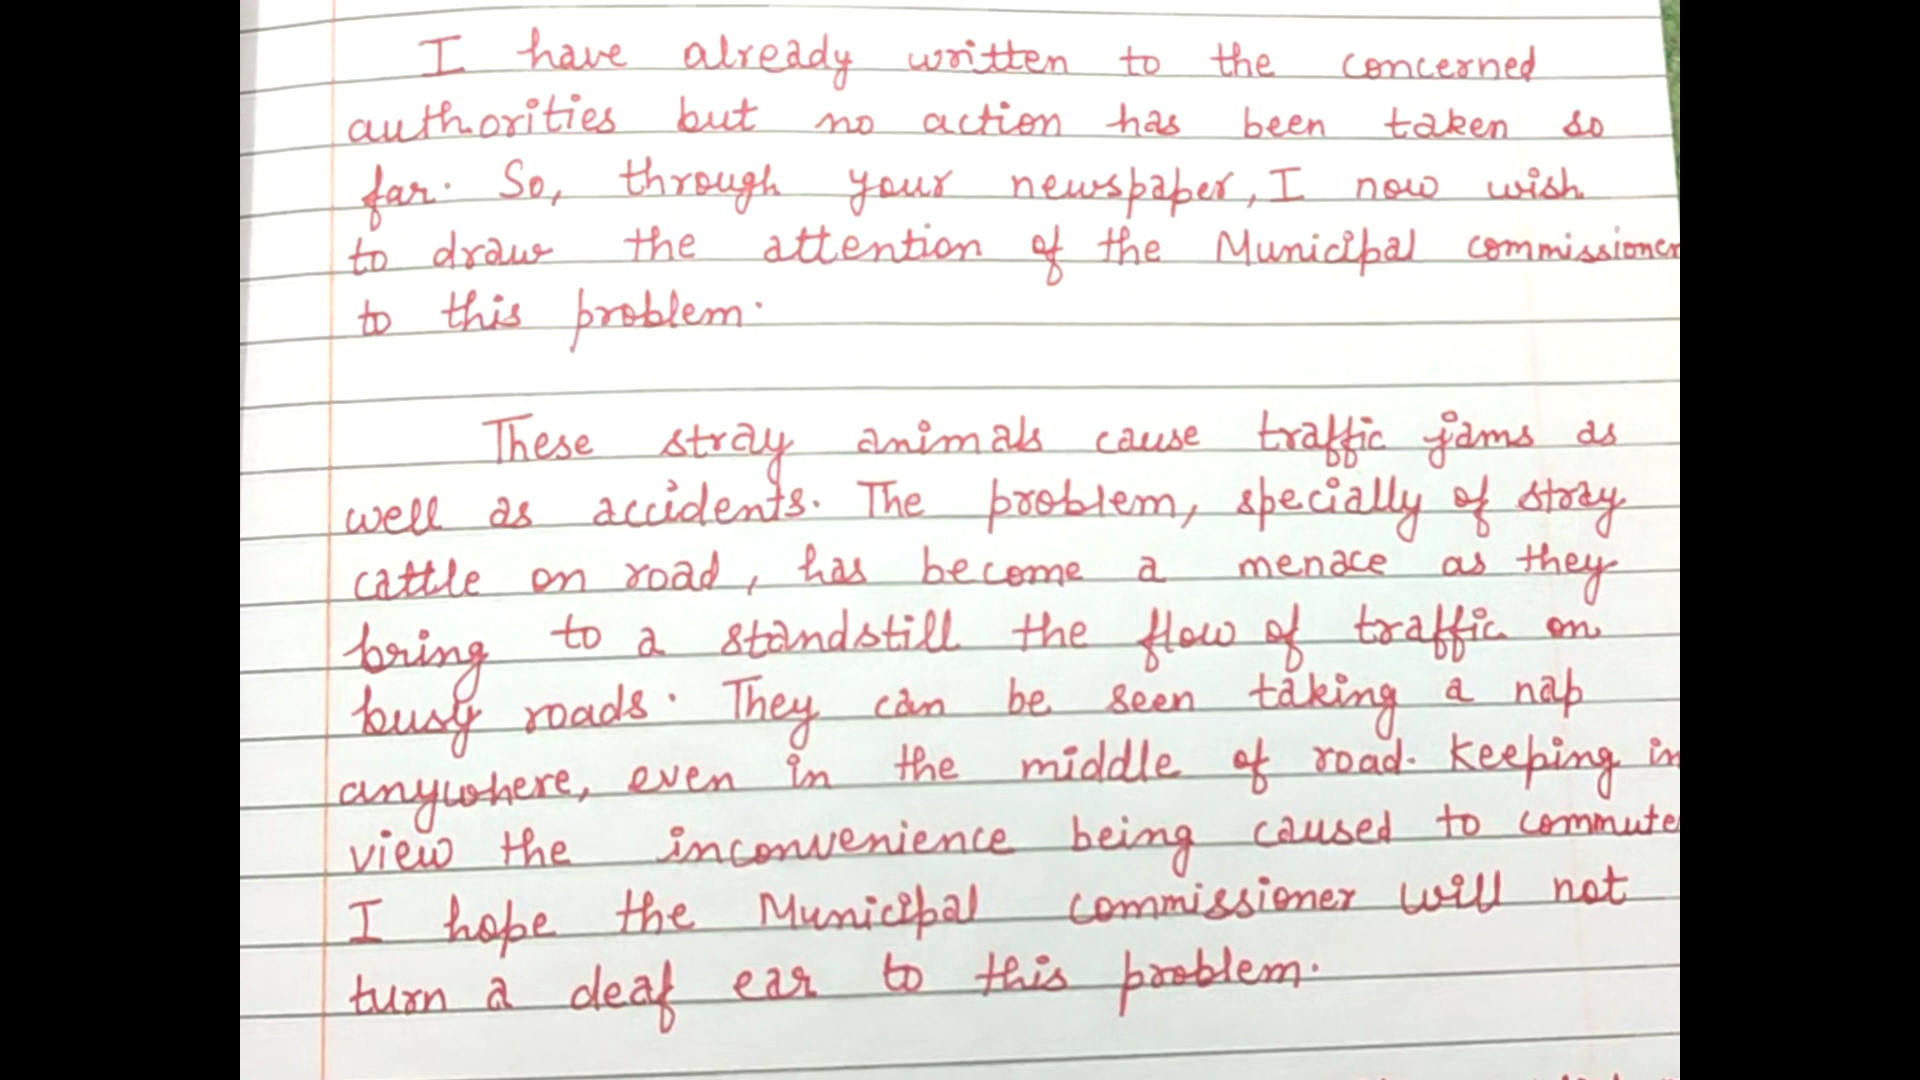 I have already written to the concerned
authorities but no action has been taken so
far. So, through your newspaper, I now wish
to draw the attention of the Municipal commissioner
to this problem.
These stray animals cause traffic jams as
well as accidents. The problem, specially of stray
cattle on road, has become a menace as they
bring to a standstill the flow of traffic on
busy roads. They can be seen taking a nap
anywhere, even in the middle of road. Keeping in
view the inconvenience being caused to commute
I hope the Municipal commissioner will not
turn a deaf ear to this problem.